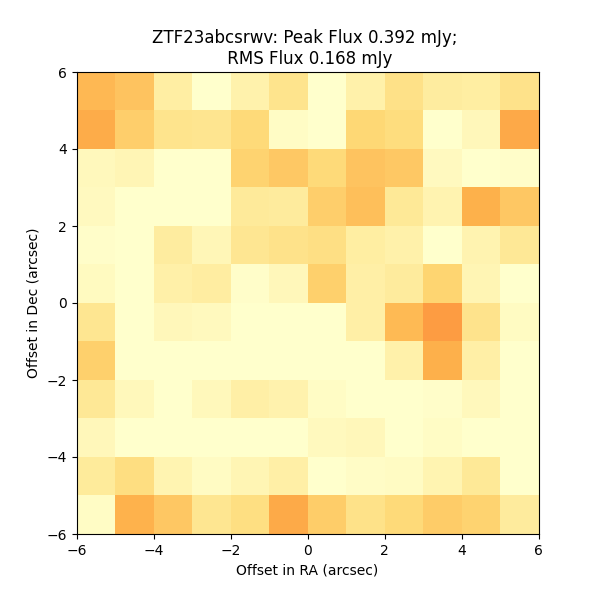 ZTF23abcsrwv: Peak Flux 0.392 mJy;
RMS Flux 0.168 mJy
6
4
2
0
−2
−4
−6
Offset in Dec (arcsec)
−6 −4 −2 0 2 4 6
Offset in RA (arcsec)